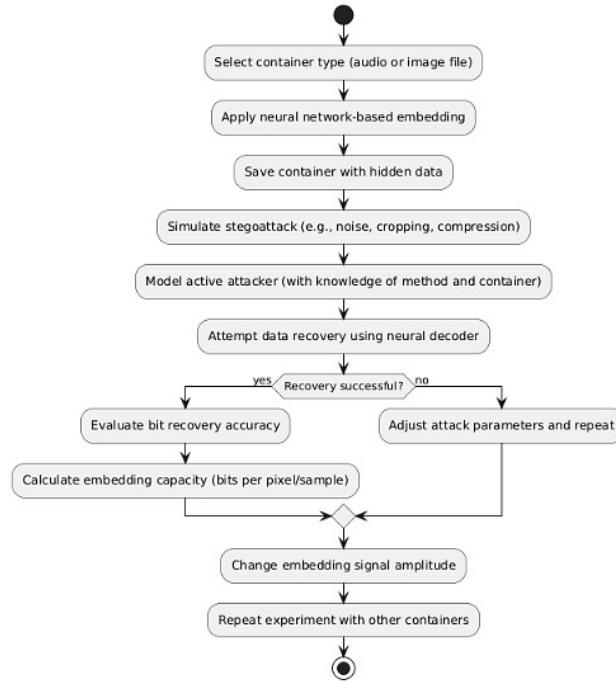 Select container type (audio or image file)
Apply neural network-based embedding
Save container with hidden data
Simulate stegoattack (e.g., noise, cropping, compression)
Model active attacker (with knowledge of method and container)
Attempt data recovery using neural decoder
yes
Recovery successful?
no
Evaluate bit recovery accuracy
Adjust attack parameters and repeat
Calculate embedding capacity (bits per pixel/sample)
Change embedding signal amplitude
Repeat experiment with other containers